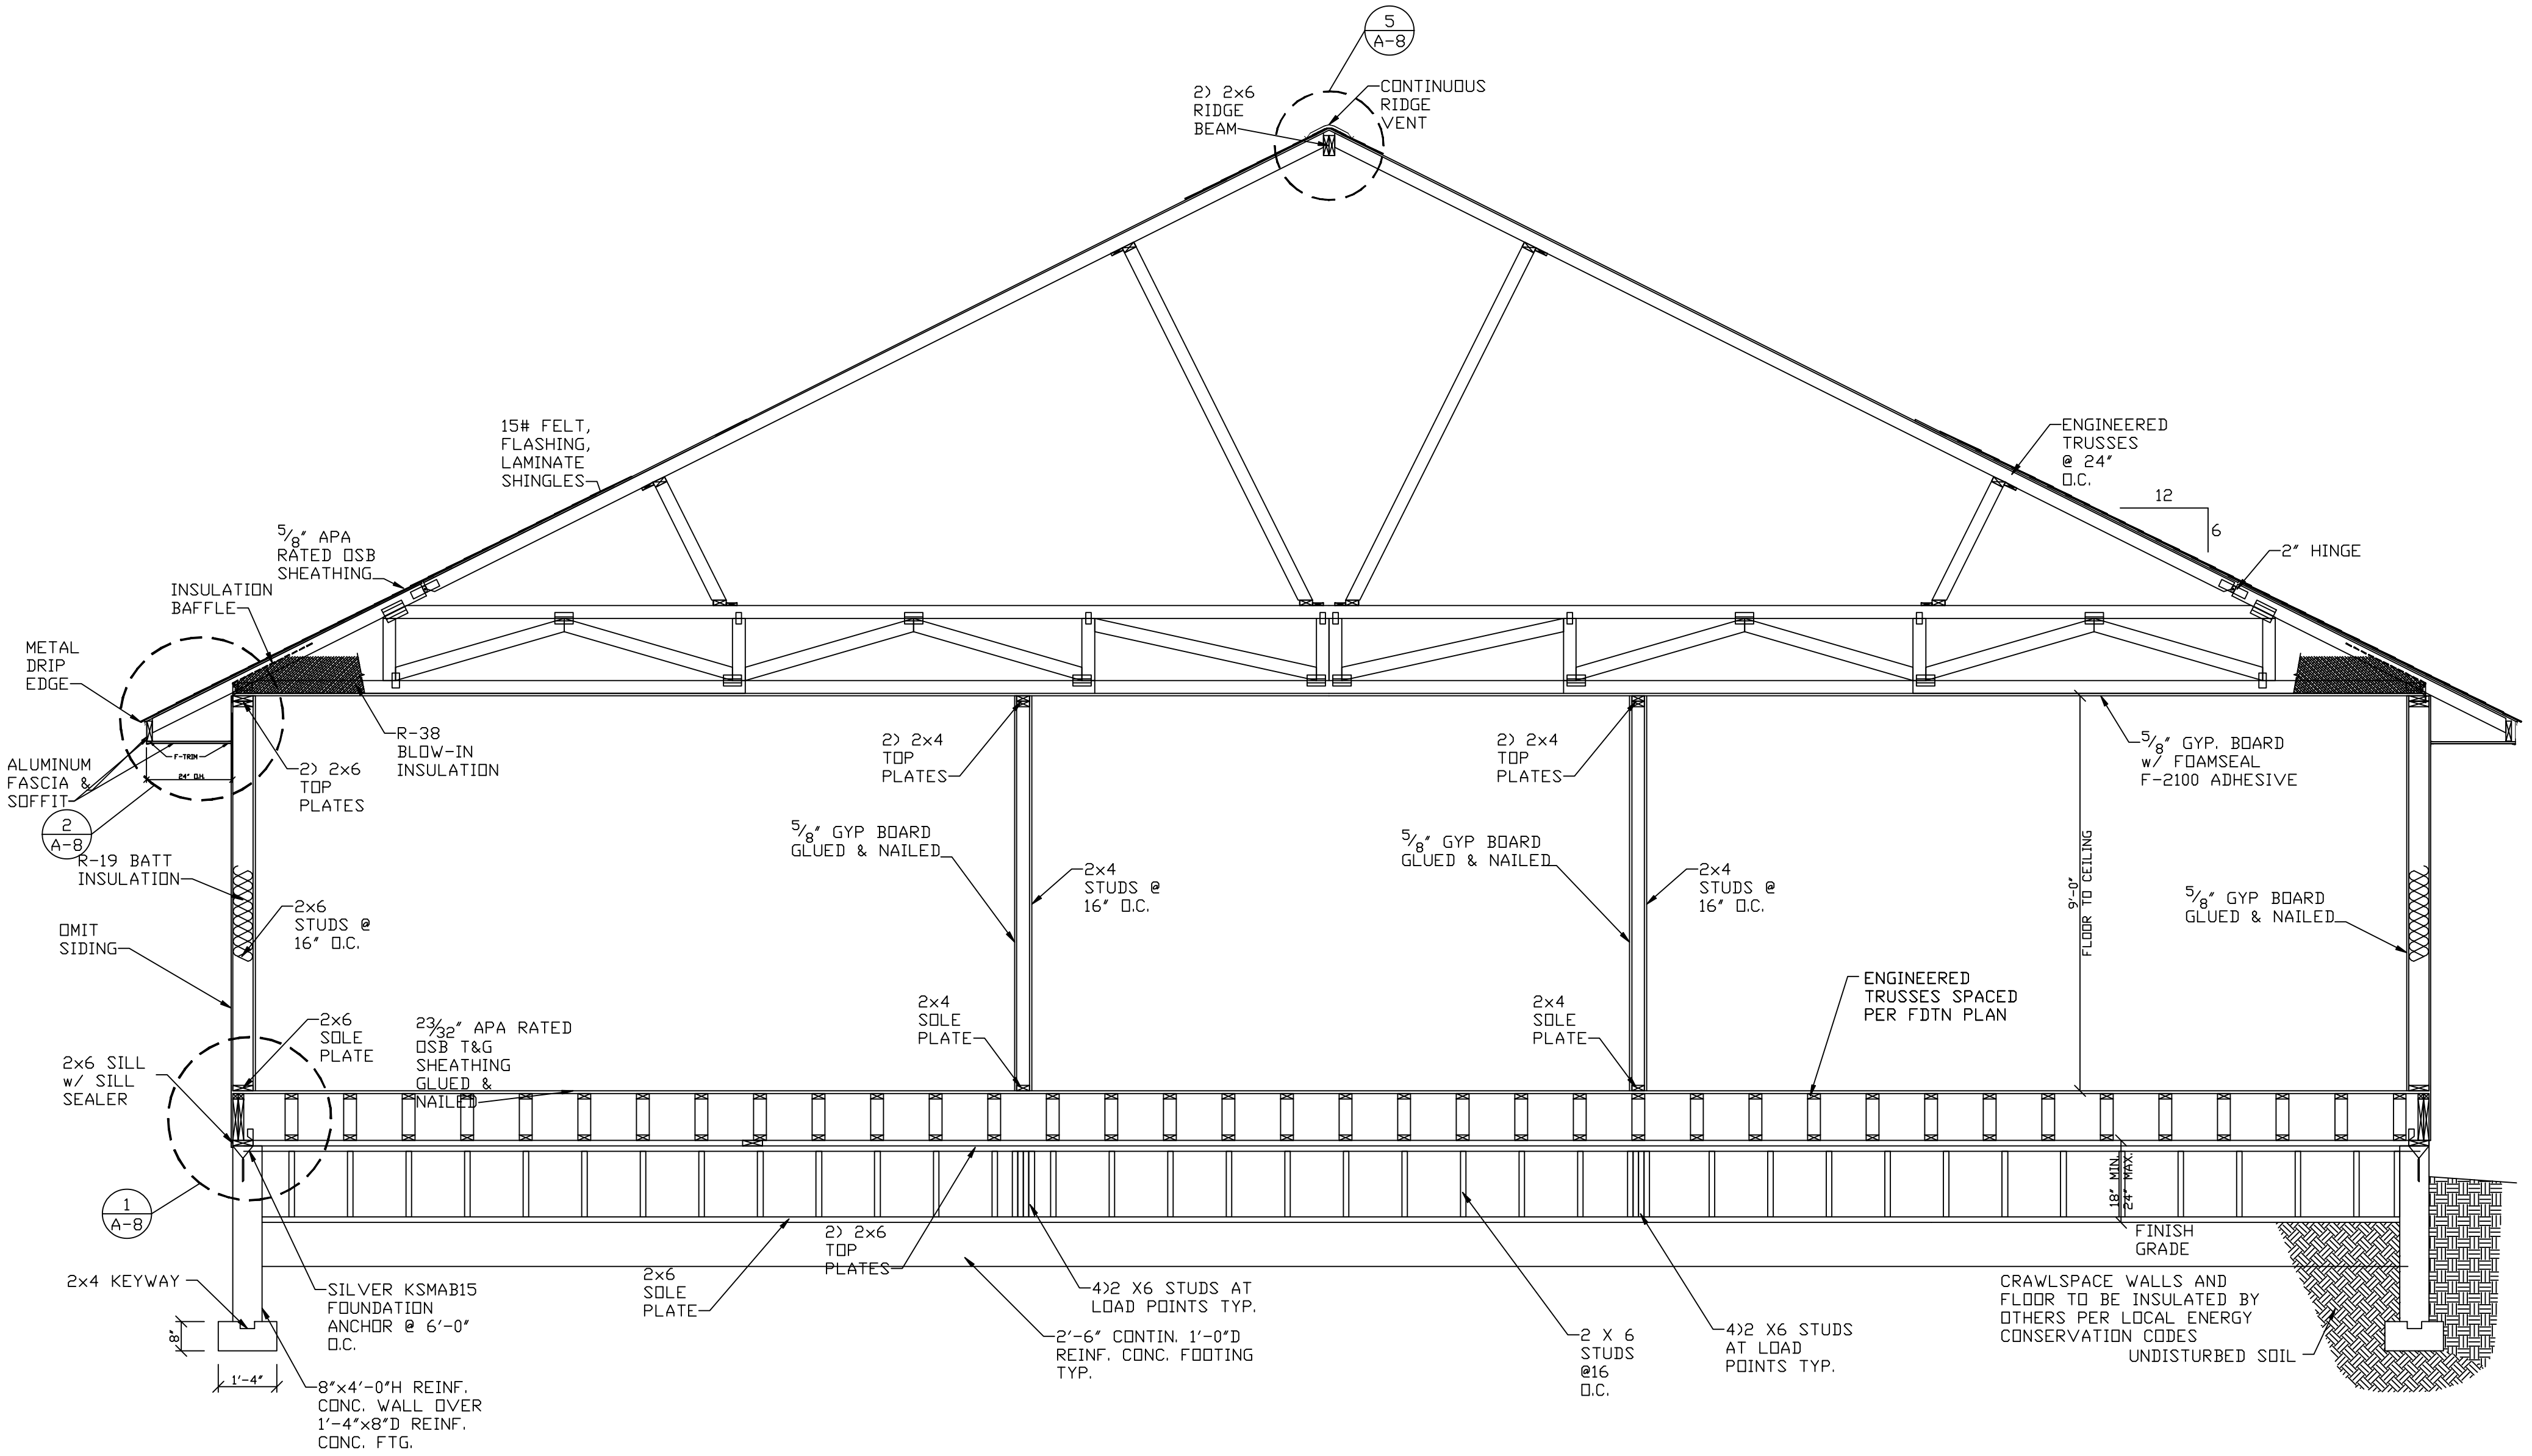 5
A-8
2) 2x6
RIDGE
BEAM
CONTINUOUS
RIDGE
VENT
15# FELT,
FLASHING,
LAMINATE
SHINGLES
ENGINEERED
TRUSSES
@ 24"
O.C.
12
6
5/8" APA
RATED OSB
SHEATHING
2" HINGE
INSULATION
BAFFLE
METAL
DRIP
EDGE
R-38
BLOW-IN
INSULATION
2) 2x4
TOP
PLATES
2) 2x4
TOP
PLATES
5/8" GYP. BOARD
w/ FOAMSEAL
F-2100 ADHESIVE
F-TRIM
24" O.H.
ALUMINUM
FASCIA &
SOFFIT
2) 2x6
TOP
PLATES
2
A-8
R-19 BATT
INSULATION
5/8" GYP BOARD
GLUED & NAILED
5/8" GYP BOARD
GLUED & NAILED
2x4
STUDS @
16" O.C.
2x4
STUDS @
16" O.C.
9'-0"
FLOOR TO CEILING
5/8" GYP BOARD
GLUED & NAILED
2x6
STUDS @
16" O.C.
OMIT
SIDING
ENGINEERED
TRUSSES SPACED
PER FDTN PLAN
2x6
SOLE
PLATE
23/32" APA RATED
OSB T&G
SHEATHING
GLUED &
NAILED
2x4
SOLE
PLATE
2x4
SOLE
PLATE
2x6 SILL
w/ SILL
SEALER
18" MIN.
24" MAX.
1
A-8
FINISH
GRADE
2) 2x6
TOP
PLATES
2x6
SOLE
PLATE
2x4 KEYWAY
SILVER KSMAB15
FOUNDATION
ANCHOR @ 6'-0"
O.C.
4)2 X6 STUDS AT
LOAD POINTS TYP.
CRAWLSPACE WALLS AND
FLOOR TO BE INSULATED BY
OTHERS PER LOCAL ENERGY
CONSERVATION CODES
8"
2'-6" CONTIN. 1'-0"D
REINF. CONC. FOOTING
TYP.
2 X 6
STUDS
@16
O.C.
4)2 X6 STUDS
AT LOAD
POINTS TYP.
UNDISTURBED SOIL
1'-4"
8"x4'-0"H REINF.
CONC. WALL OVER
1'-4"x8"D REINF.
CONC. FTG.